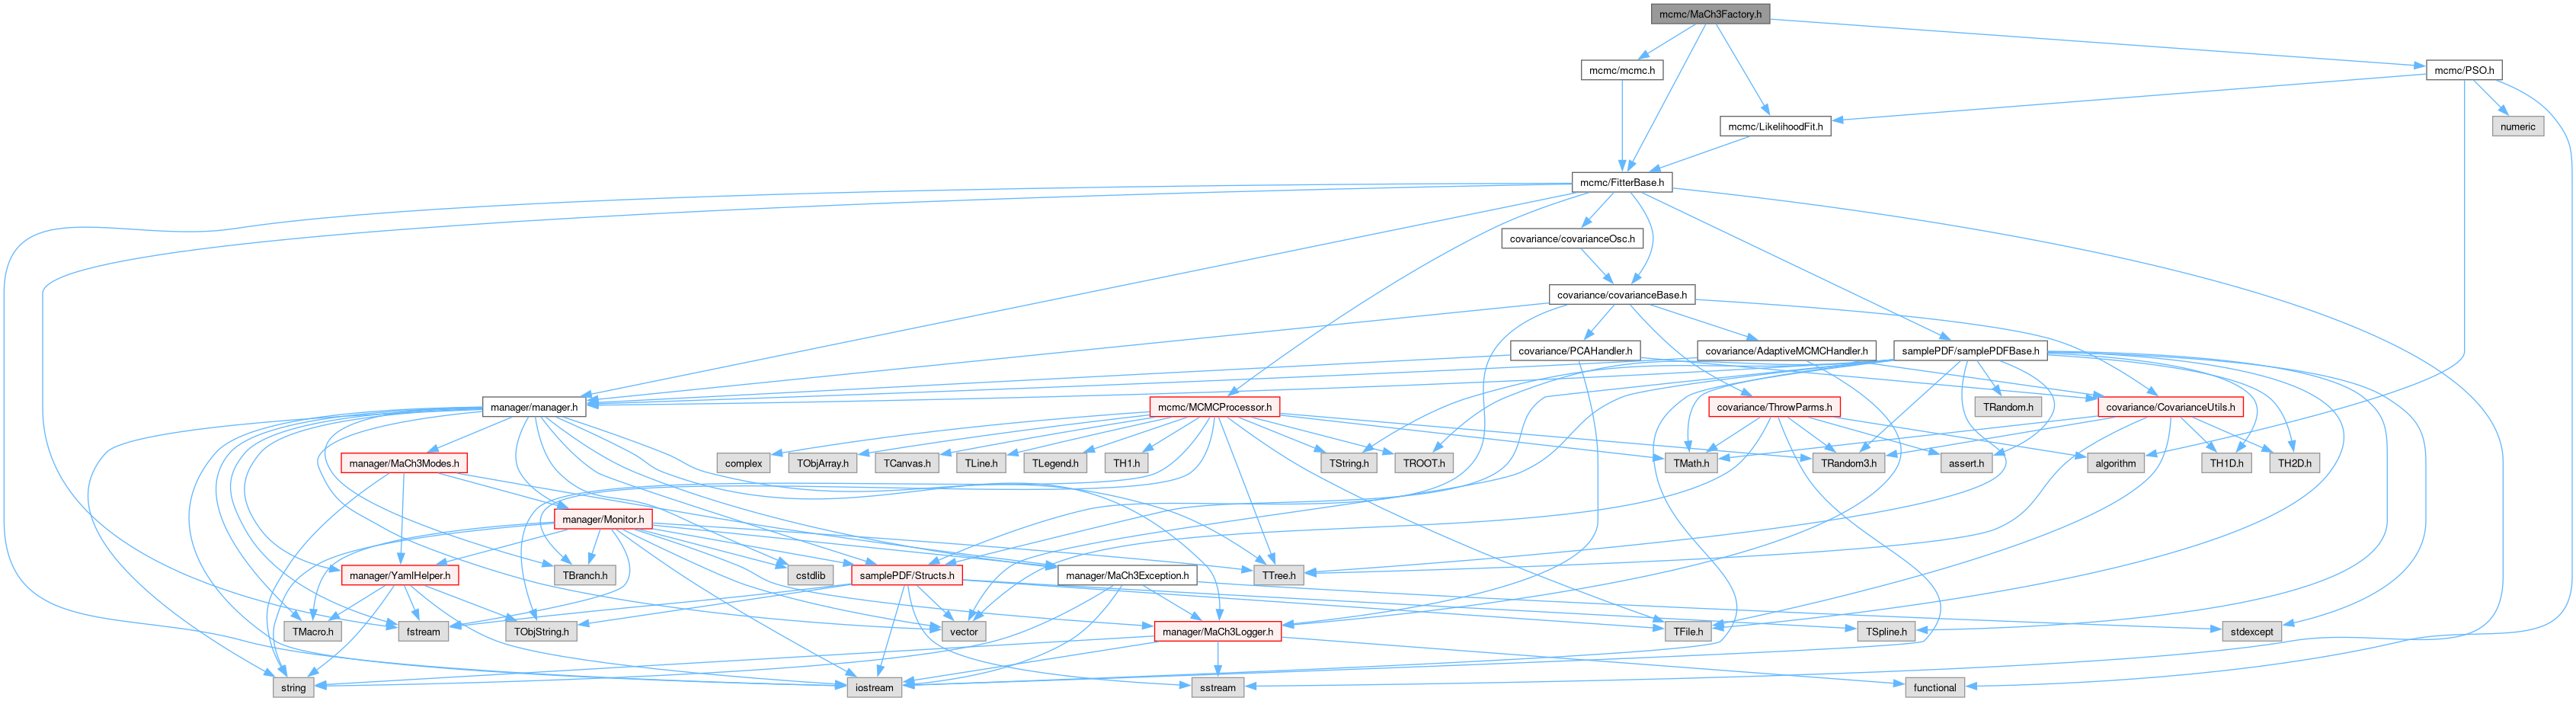 mcmc/MaCh3Factory.h
mcmc/mcmc.h
mcmc/PSO.h
mcmc/LikelihoodFit.h
numeric
mcmc/FitterBase.h
covariance/covarianceOsc.h
covariance/covarianceBase.h
covariance/PCAHandler.h
covariance/AdaptiveMCMCHandler.h
samplePDF/samplePDFBase.h
manager/manager.h
mcmc/MCMCProcessor.h
covariance/ThrowParms.h
TRandom.h
covariance/CovarianceUtils.h
manager/MaCh3Modes.h
complex
TObjArray.h
TCanvas.h
TLine.h
TLegend.h
TH1.h
TString.h
TROOT.h
TMath.h
TRandom3.h
assert.h
algorithm
TH1D.h
TH2D.h
manager/Monitor.h
manager/YamlHelper.h
TBranch.h
cstdlib
samplePDF/Structs.h
manager/MaCh3Exception.h
TTree.h
TMacro.h
fstream
TObjString.h
vector
manager/MaCh3Logger.h
TFile.h
TSpline.h
stdexcept
string
iostream
sstream
functional